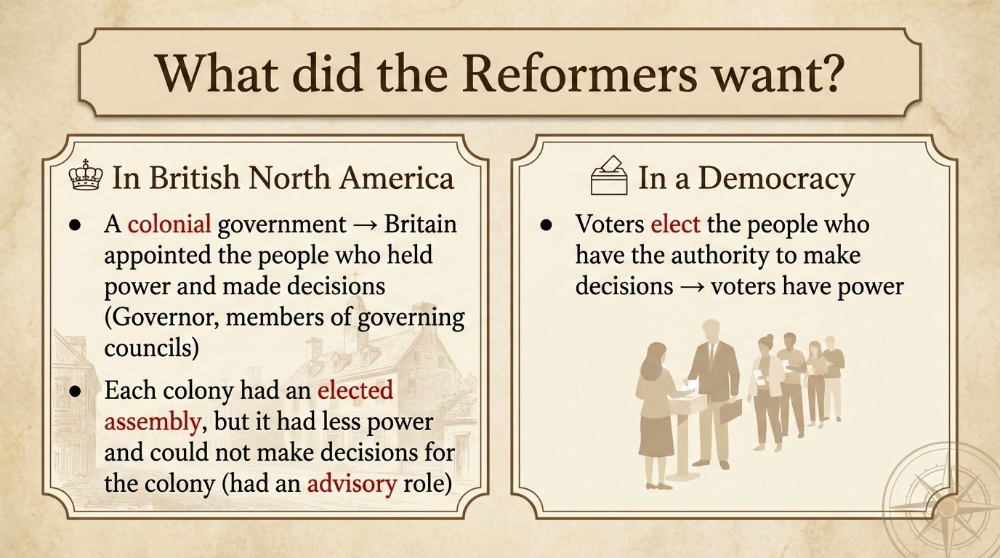 What did the Reformers want?
In British North America
● A colonial government → Britain
appointed the people who held
power and made decisions
(Governor, members of governing
councils)
● Each colony had an elected
assembly, but it had less power
and could not make decisions for
the colony (had an advisory role)
In a Democracy
● Voters elect the people who
have the authority to make
decisions → voters have power